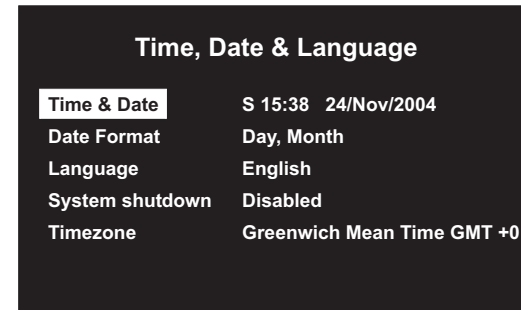 Time, Date & Language
Time & Date S 15:38 24/Nov/2004
Date Format Day, Month
Language English
System shutdown Disabled
Timezone Greenwich Mean Time GMT +0